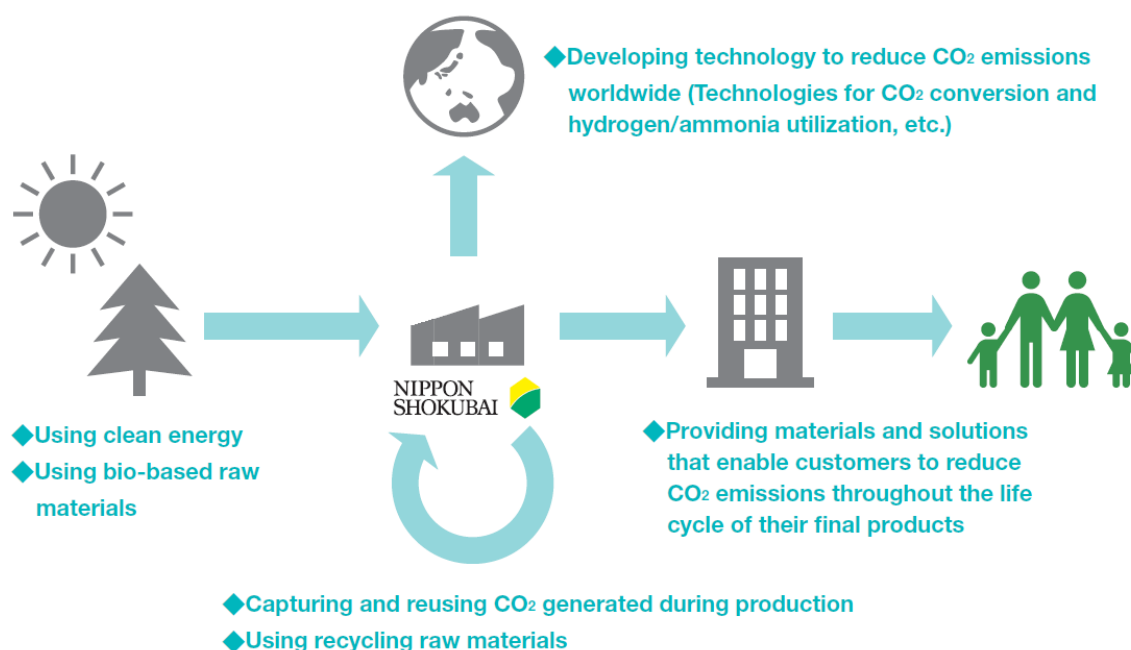 ◆Developing technology to reduce CO₂ emissions
worldwide (Technologies for CO₂ conversion and
hydrogen/ammonia utilization, etc.)
NIPPON
SHOKUBAI
◆Using clean energy
◆Using bio-based raw
materials
◆Providing materials and solutions
that enable customers to reduce
CO₂ emissions throughout the life
cycle of their final products
◆Capturing and reusing CO₂ generated during production
◆Using recycling raw materials